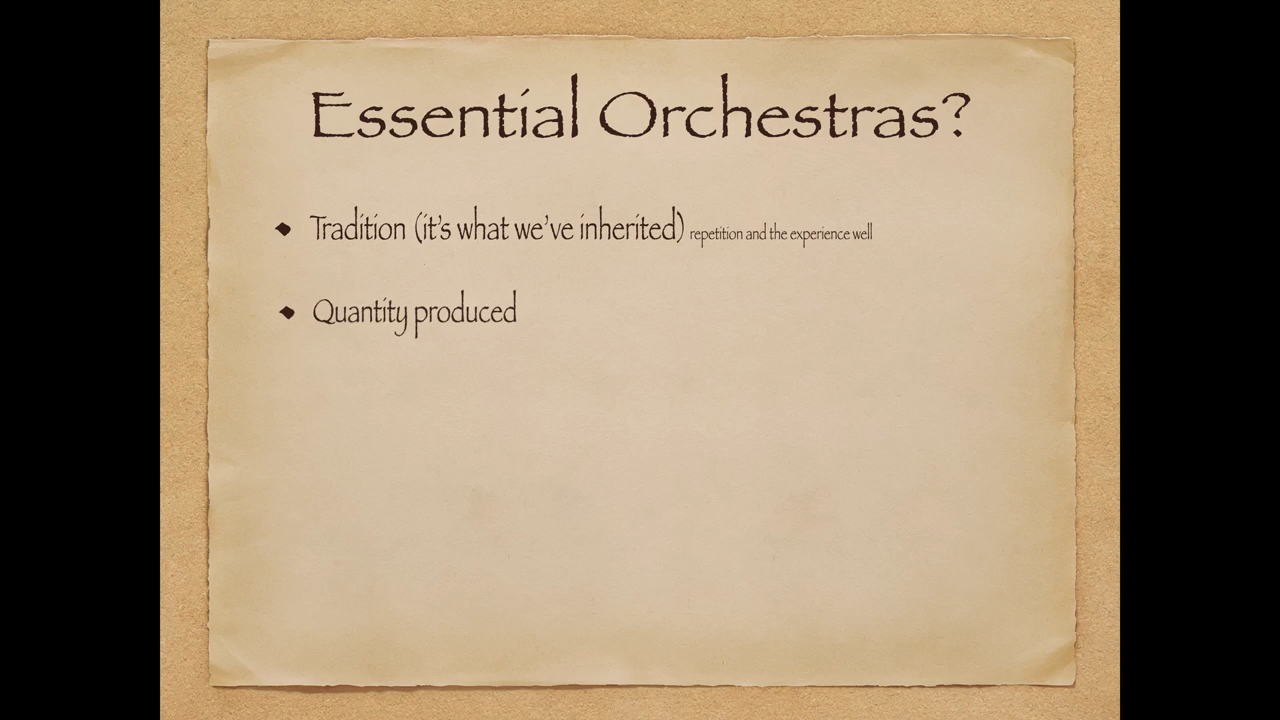 Essential Orchestras?
Tradition (it's what we've inherited) repetition and the experience well
Quantity produced